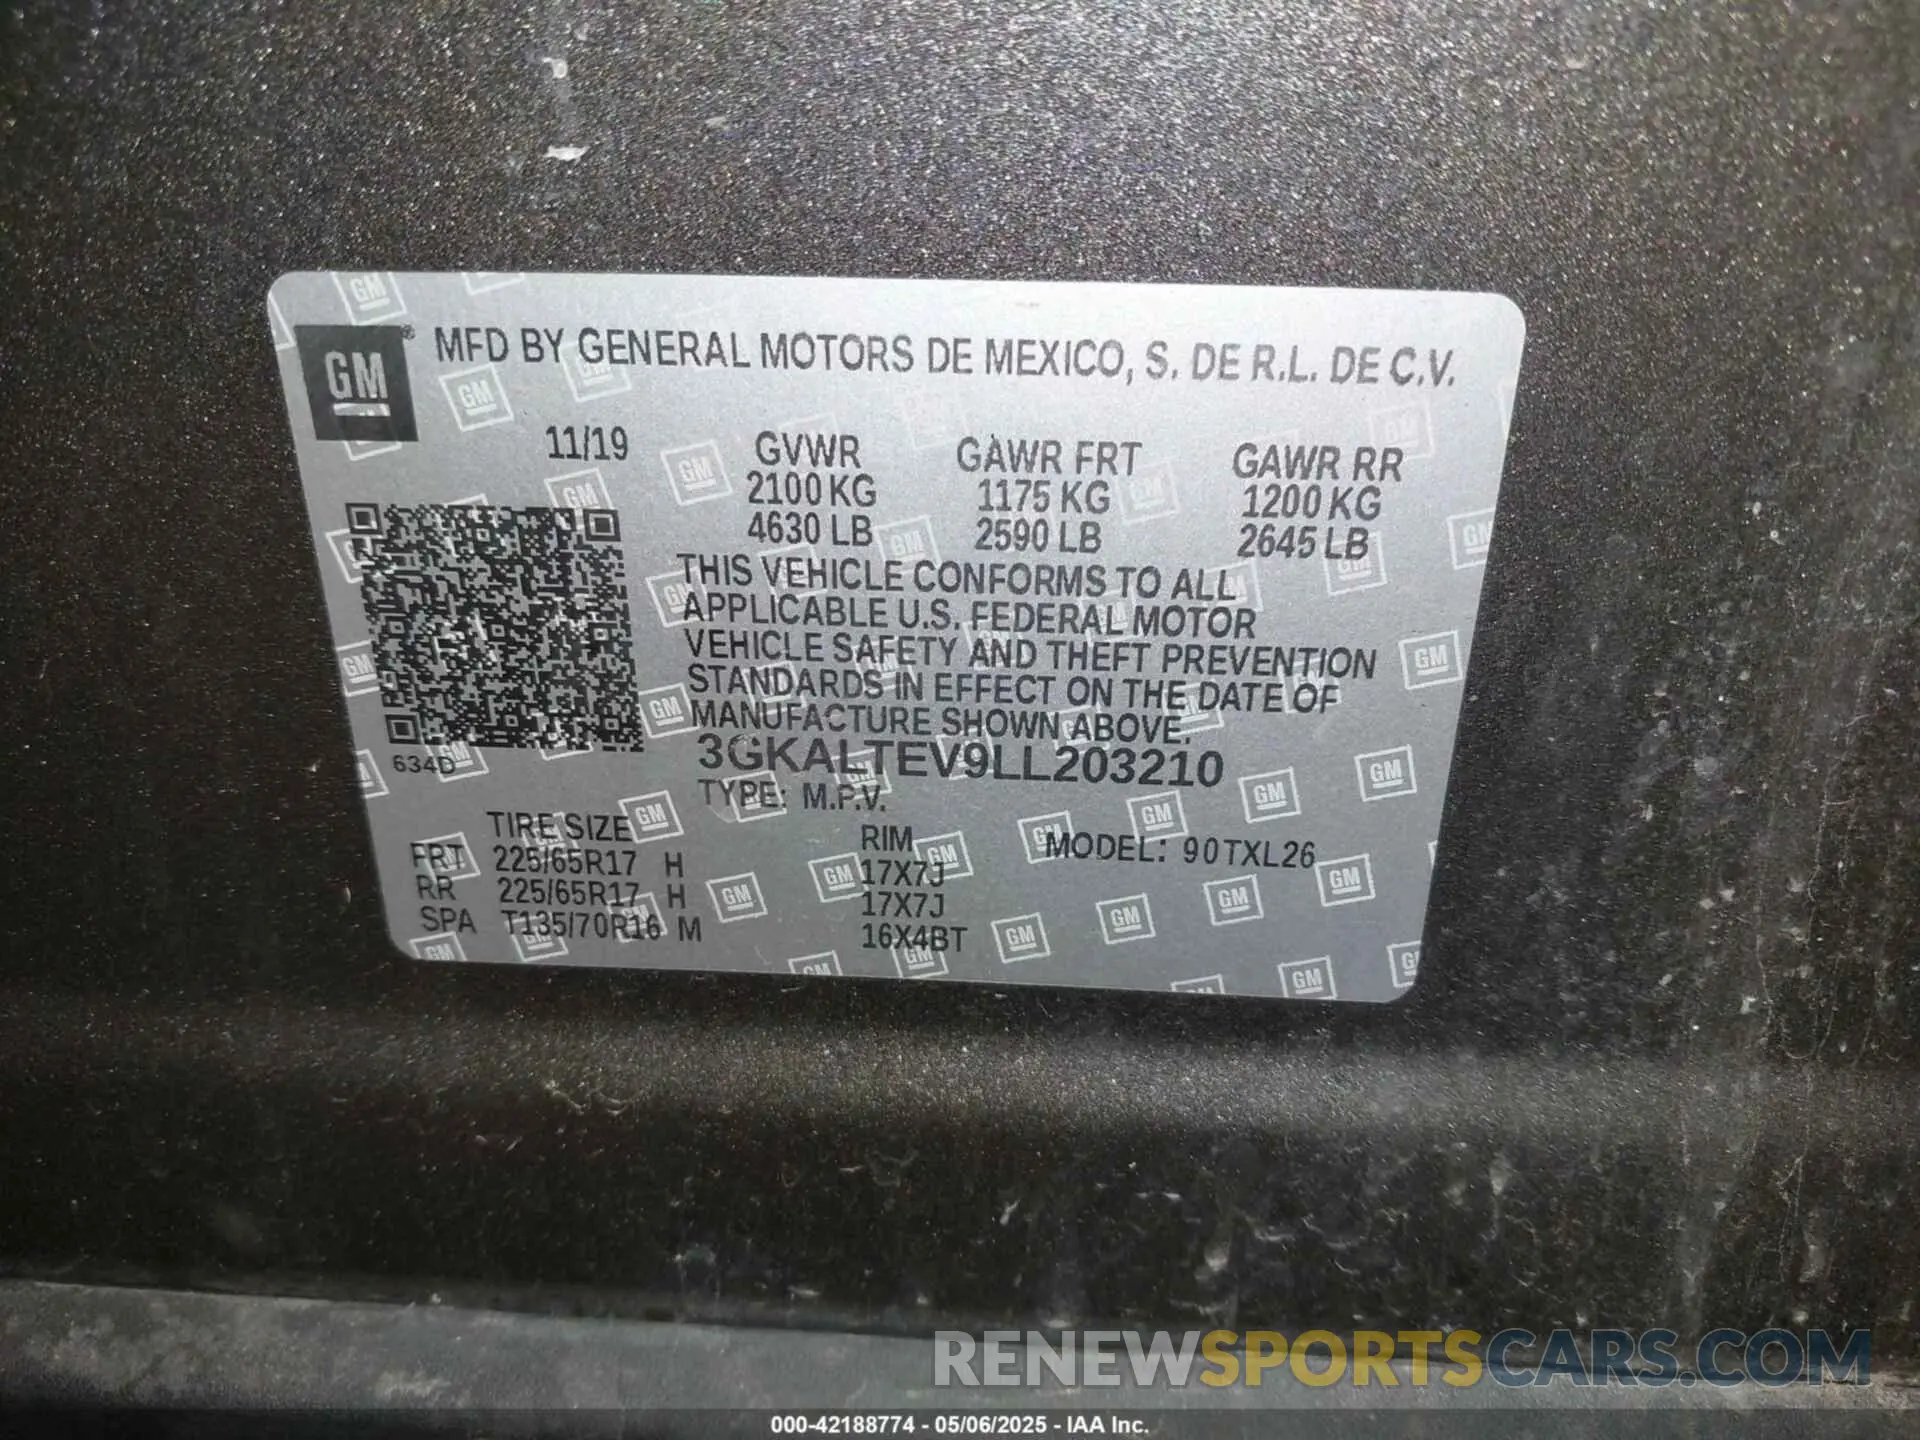 GM ® MFD BY GENERAL MOTORS DE MEXICO, S. DE R.L. DE C.V.
11/19 GVWR GAWR FRT GAWR RR
2100 KG 1175 KG 1200 KG
4630 LB 2590 LB 2645 LB
THIS VEHICLE CONFORMS TO ALL
APPLICABLE U.S. FEDERAL MOTOR
VEHICLE SAFETY AND THEFT PREVENTION
STANDARDS IN EFFECT ON THE DATE OF
MANUFACTURE SHOWN ABOVE.
634D 3GKALTEV9LL203210
TYPE: M.P.V.
TIRE SIZE RIM MODEL: 90TXL26
FRT 225/65R17 H 17X7J
RR 225/65R17 H 17X7J
SPA T135/70R16 M 16X4BT
RENEWSPORTSCARS.COM
000-42188774 - 05/06/2025 - IAA Inc.